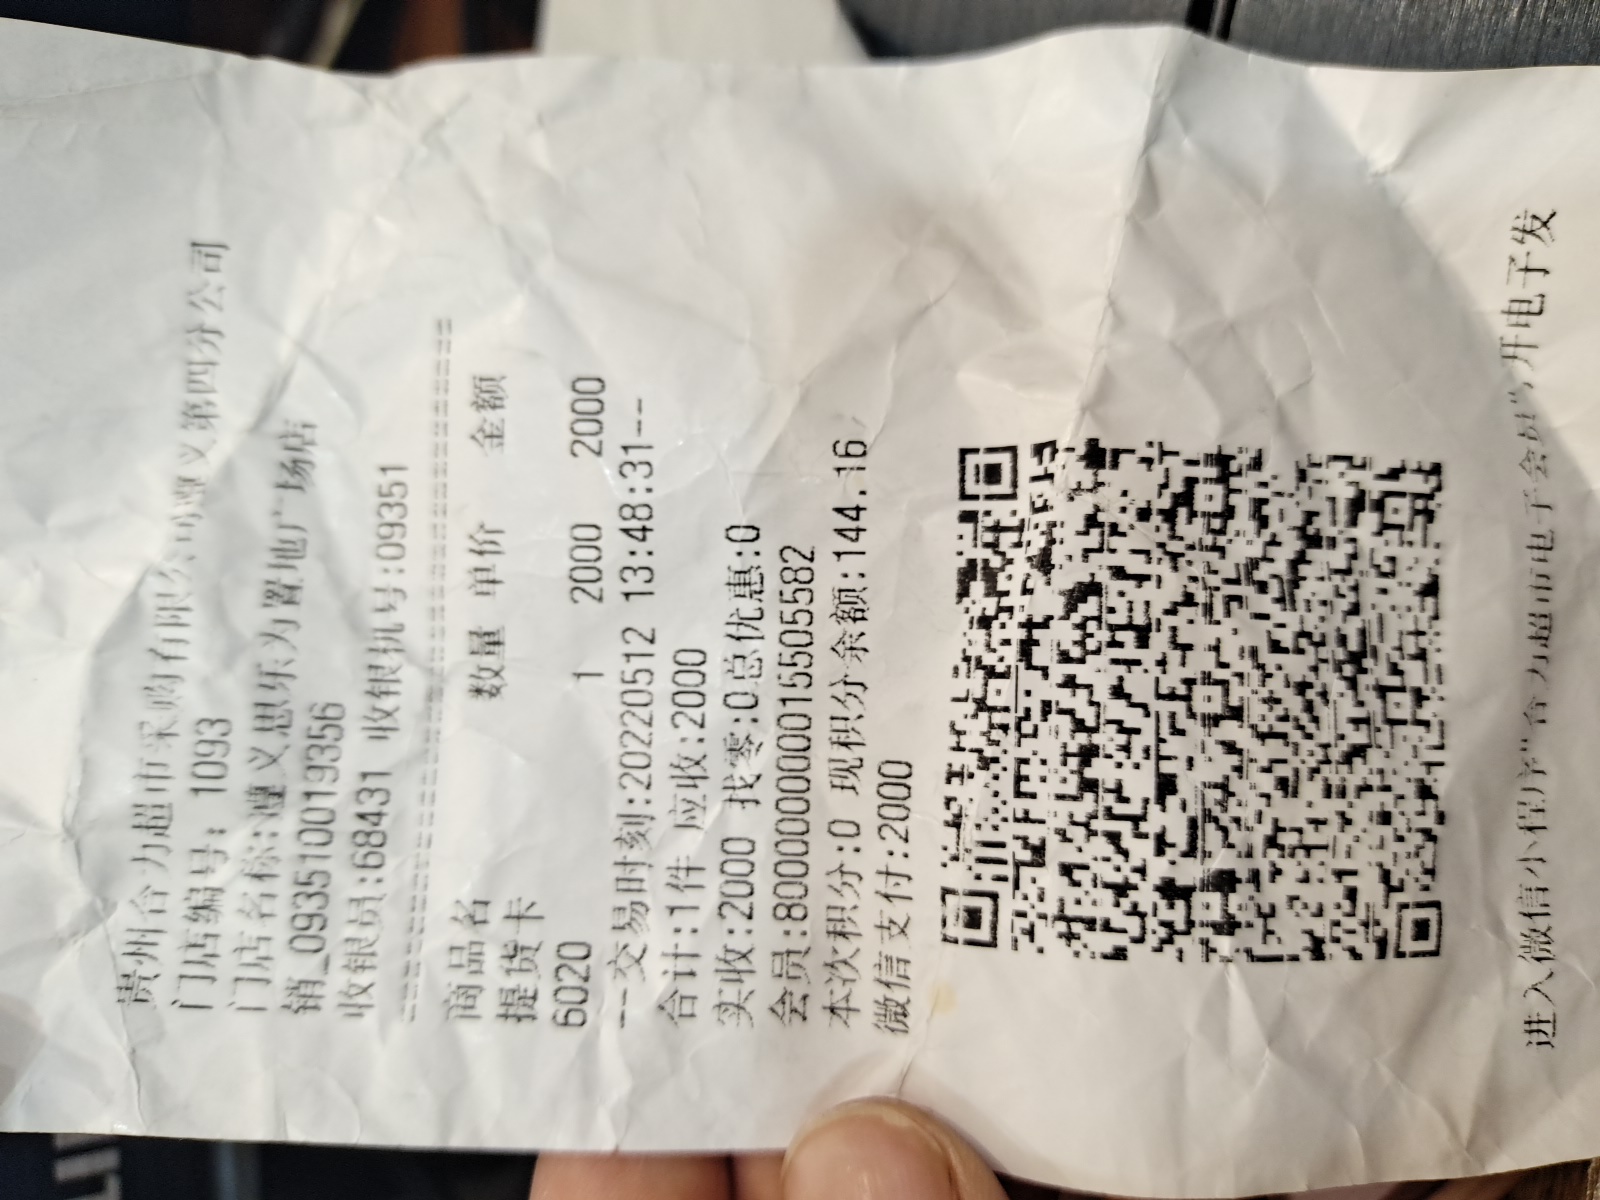 贵州合力超市采购有限公司遵义第四分公司
门店编号: 1093
门店名称:遵义思乐为置地广场店
销_093510019356
收银员:68431 收银机号:09351
商品名 数量 单价 金额
提货卡
6020 1 2000 2000
--交易时刻:20220512 13:48:31--
合计:1件 应收:2000
实收:2000 找零:0总优惠:0
会员:8000000001550‌5582
本次积分:0 现积分余额:144.16
微信支付:2000
进入微信小程序"合力超市电子会员"开电子发